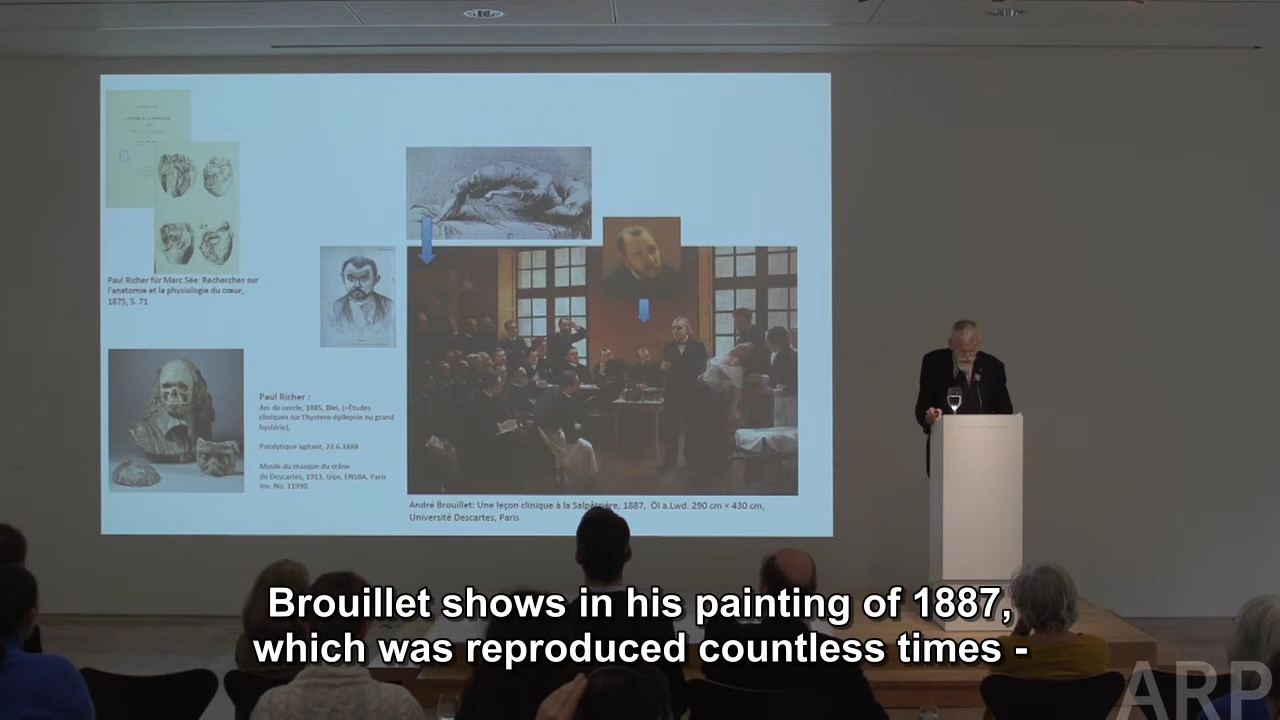 Paul Richer für Marc Sée: Recherches sur
l'anatomie et la physiologie du cœur,
1875, S. 71
Paul Richer :
Arc de cercle, 1885, Blei, (=Études
cliniques sur l'hystero-épilepsie ou grand
hystérie),
Paralytique agitant, 22.6.1888
Moule du masque du crâne
de Descartes, 1913, Gips, ENSBA, Paris
Inv. No. 11990
André Brouillet: Une leçon clinique à la Salpêtrière, 1887, Öl a.Lwd. 290 cm × 430 cm,
Université Descartes, Paris
Brouillet shows in his painting of 1887,
which was reproduced countless times -
ARP